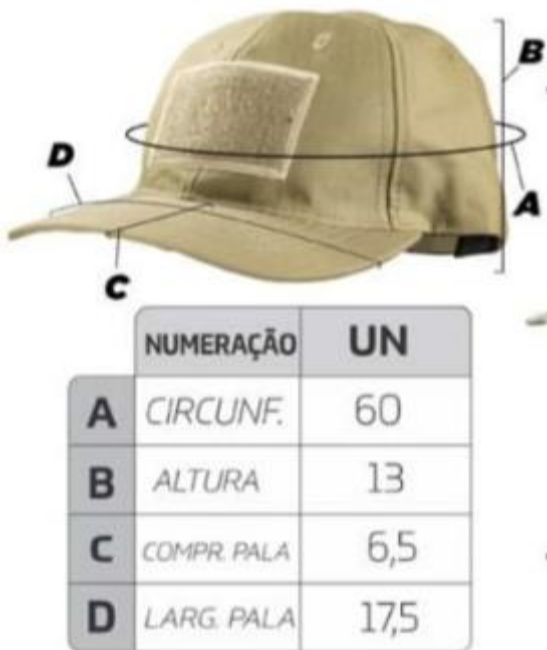 B
D
A
C
NUMERAÇÃO UN
A CIRCUNF. 60
B ALTURA 13
C COMPR. PALA 6,5
D LARG. PALA 17,5